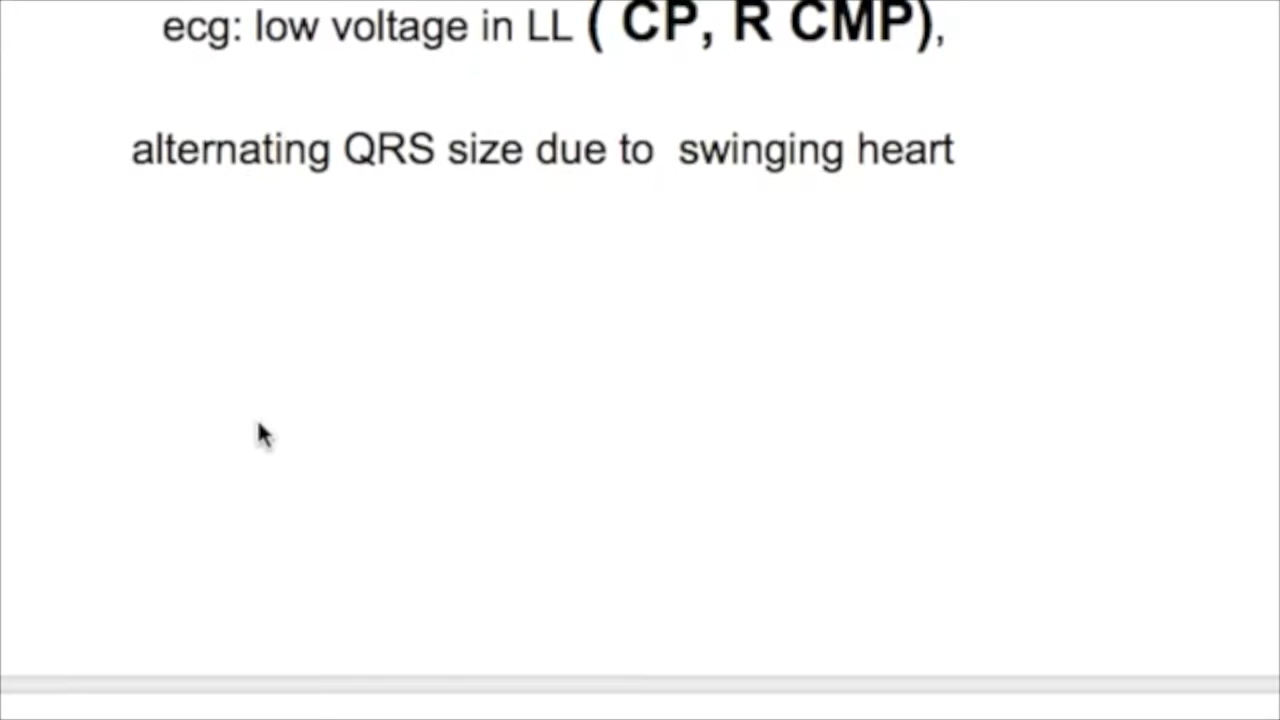 ecg: low voltage in LL ( CP, R CMP),
alternating QRS size due to  swinging heart